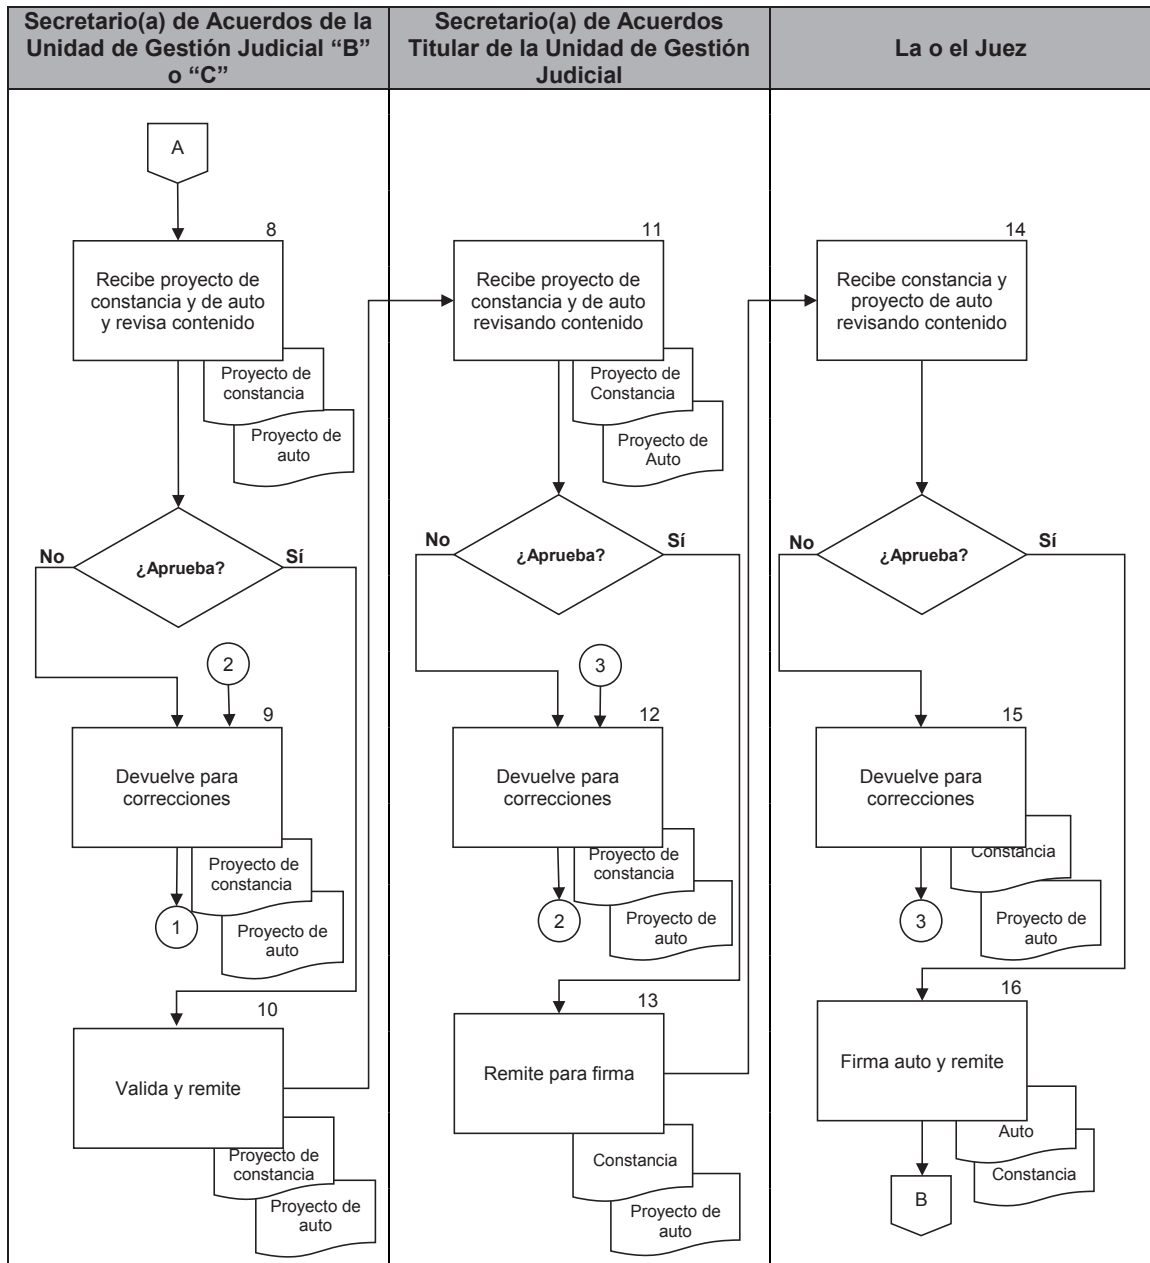 Secretario(a) de Acuerdos de la
Unidad de Gestión Judicial “B”
o “C”
Secretario(a) de Acuerdos
Titular de la Unidad de Gestión
Judicial
La o el Juez
A
8
Recibe proyecto de
constancia y de auto
y revisa contenido
Proyecto de
constancia
Proyecto de
auto
¿Aprueba?
No
Sí
2
9
Devuelve para
correcciones
Proyecto de
constancia
Proyecto de
auto
1
10
Valida y remite
Proyecto de
constancia
Proyecto de
auto
11
Recibe proyecto de
constancia y de auto
revisando contenido
Proyecto de
Constancia
Proyecto de
Auto
¿Aprueba?
No
Sí
3
12
Devuelve para
correcciones
Proyecto de
constancia
Proyecto de
auto
2
13
Remite para firma
Constancia
Proyecto de
auto
14
Recibe constancia y
proyecto de auto
revisando contenido
¿Aprueba?
No
Sí
15
Devuelve para
correcciones
Constancia
Proyecto de
auto
3
16
Firma auto y remite
Auto
Constancia
B